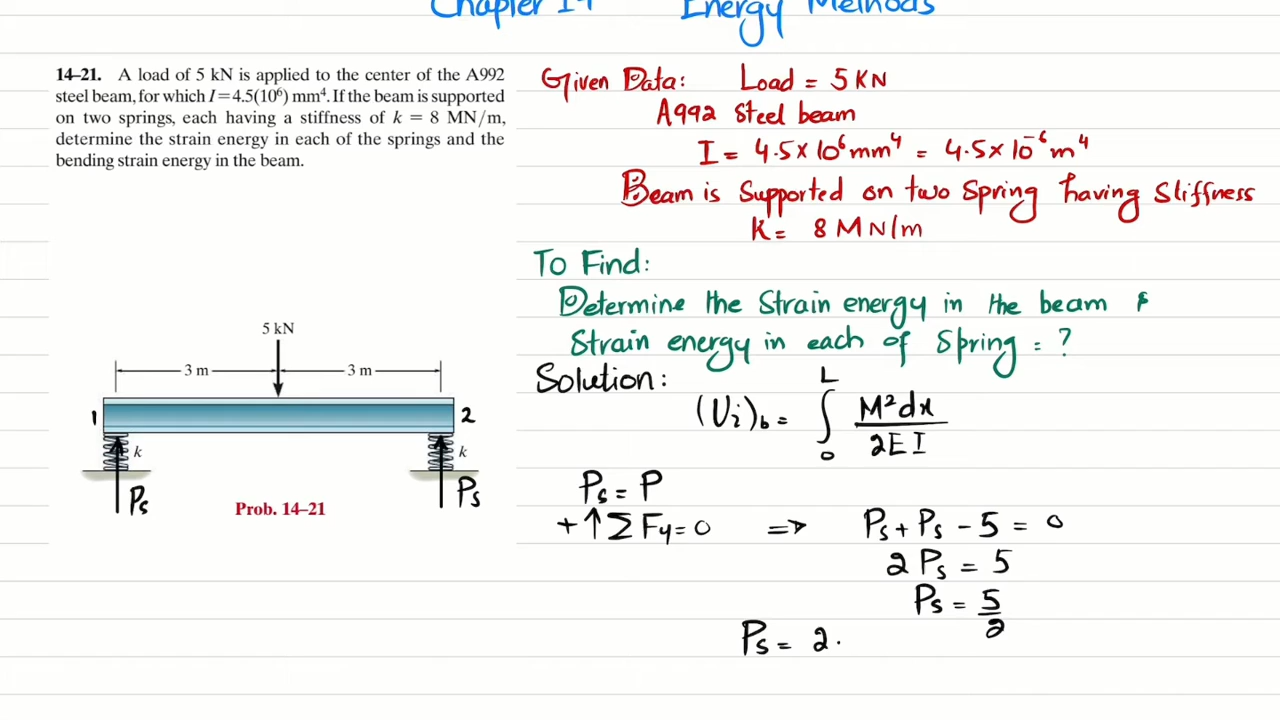 Chapter 14 Energy Methods
14–21. A load of 5 kN is applied to the center of the A992
steel beam, for which I = 4.5(10⁶) mm⁴. If the beam is supported
on two springs, each having a stiffness of k = 8 MN/m,
determine the strain energy in each of the springs and the
bending strain energy in the beam.
5 kN
3 m 3 m
1 2
k k
Ps Ps
Prob. 14–21
Given Data: Load = 5 KN
A992 Steel beam
I = 4.5 x 10⁶ mm⁴ = 4.5 x 10⁻⁶ m⁴
Beam is Supported on two Spring having Stiffness
K = 8 MN/m
To Find:
Determine the Strain energy in the beam &
Strain energy in each of Spring = ?
Solution:
(Ui)b = ∫₀ᴸ M²dx / 2EI
Ps = P
+↑ΣFy = 0 ⇒ Ps + Ps - 5 = 0
2Ps = 5
Ps = 5/2
Ps = 2.